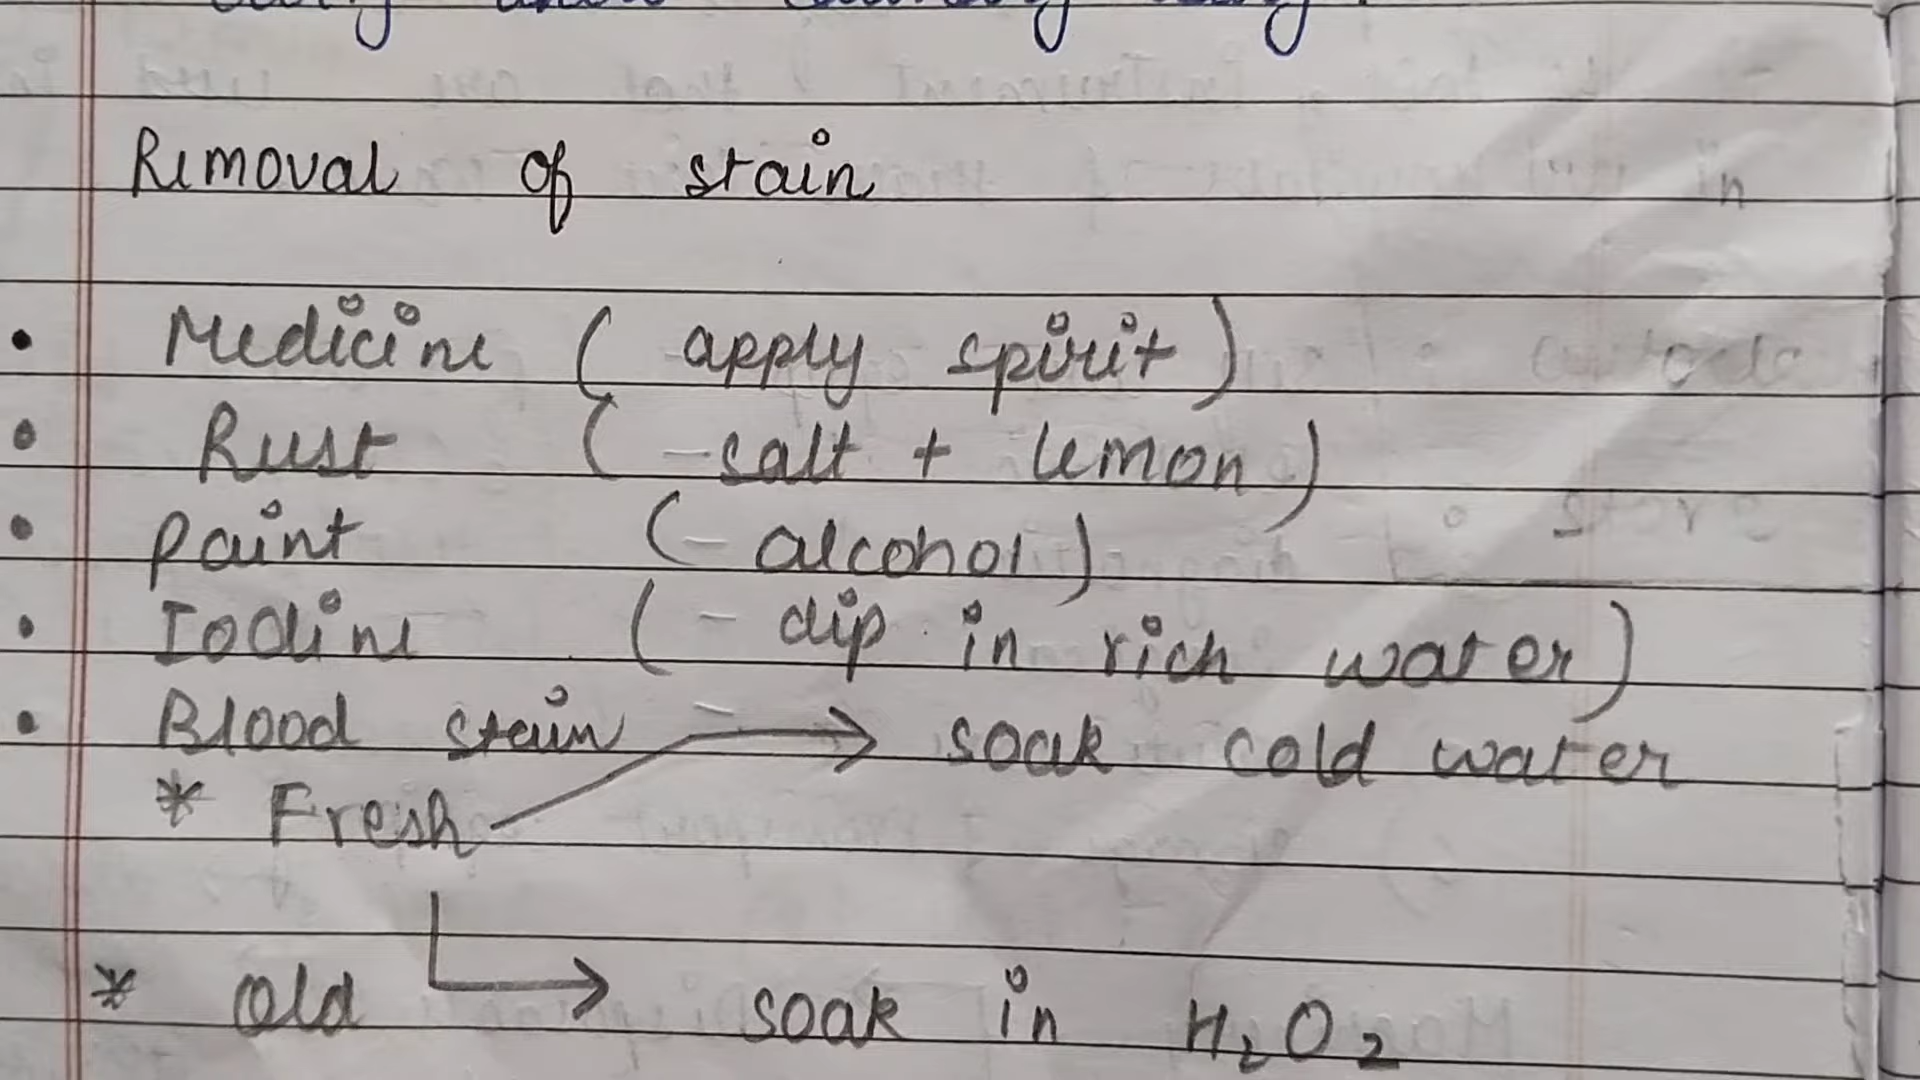 Removal of stain
• Medicine ( apply spirit )
• Rust ( - salt + lemon )
• paint ( - alcohol )
• Iodine ( - dip in rich water )
• Blood stain - → soak cold water
* Fresh
* Old → soak in H₂O₂